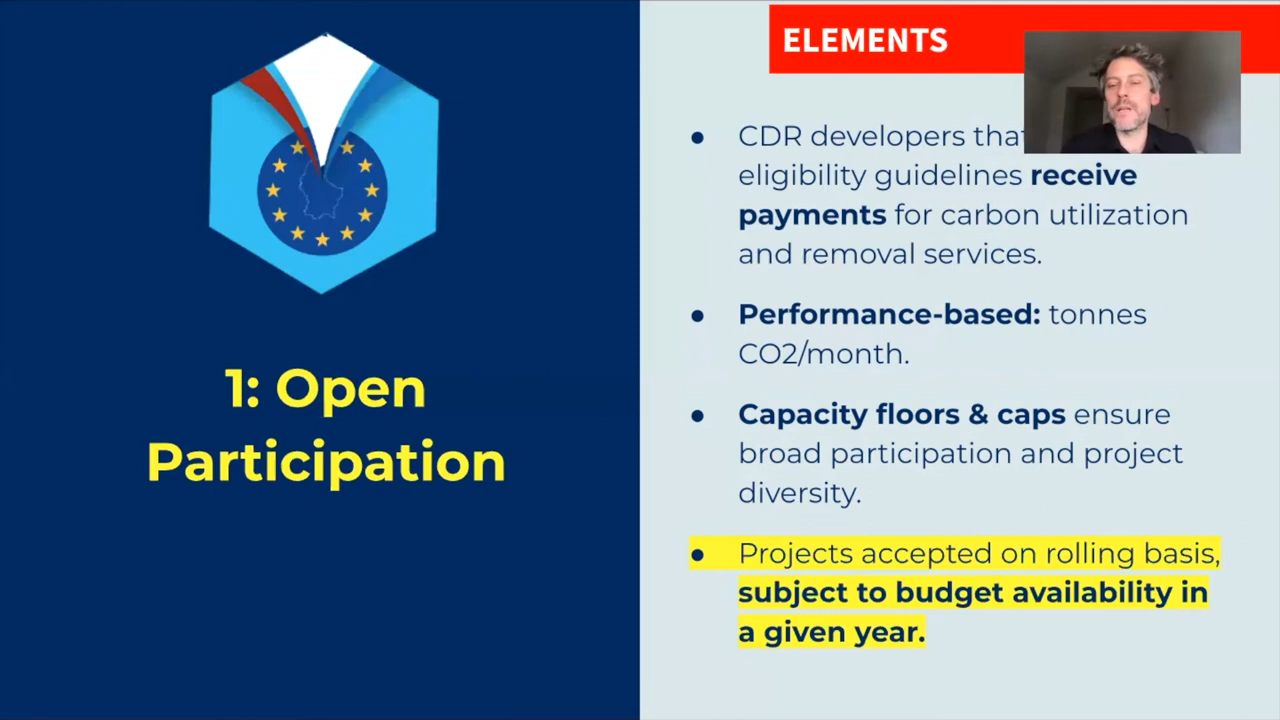 ELEMENTS
1: Open
Participation
● CDR developers that
eligibility guidelines receive
payments for carbon utilization
and removal services.
● Performance-based: tonnes
CO2/month.
● Capacity floors & caps ensure
broad participation and project
diversity.
● Projects accepted on rolling basis,
subject to budget availability in
a given year.